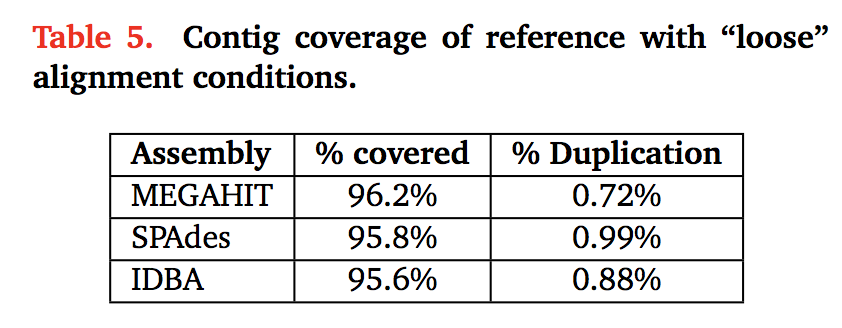 Table 5. Contig coverage of reference with “loose”
alignment conditions.
Assembly % covered % Duplication
MEGAHIT 96.2% 0.72%
SPAdes 95.8% 0.99%
IDBA 95.6% 0.88%